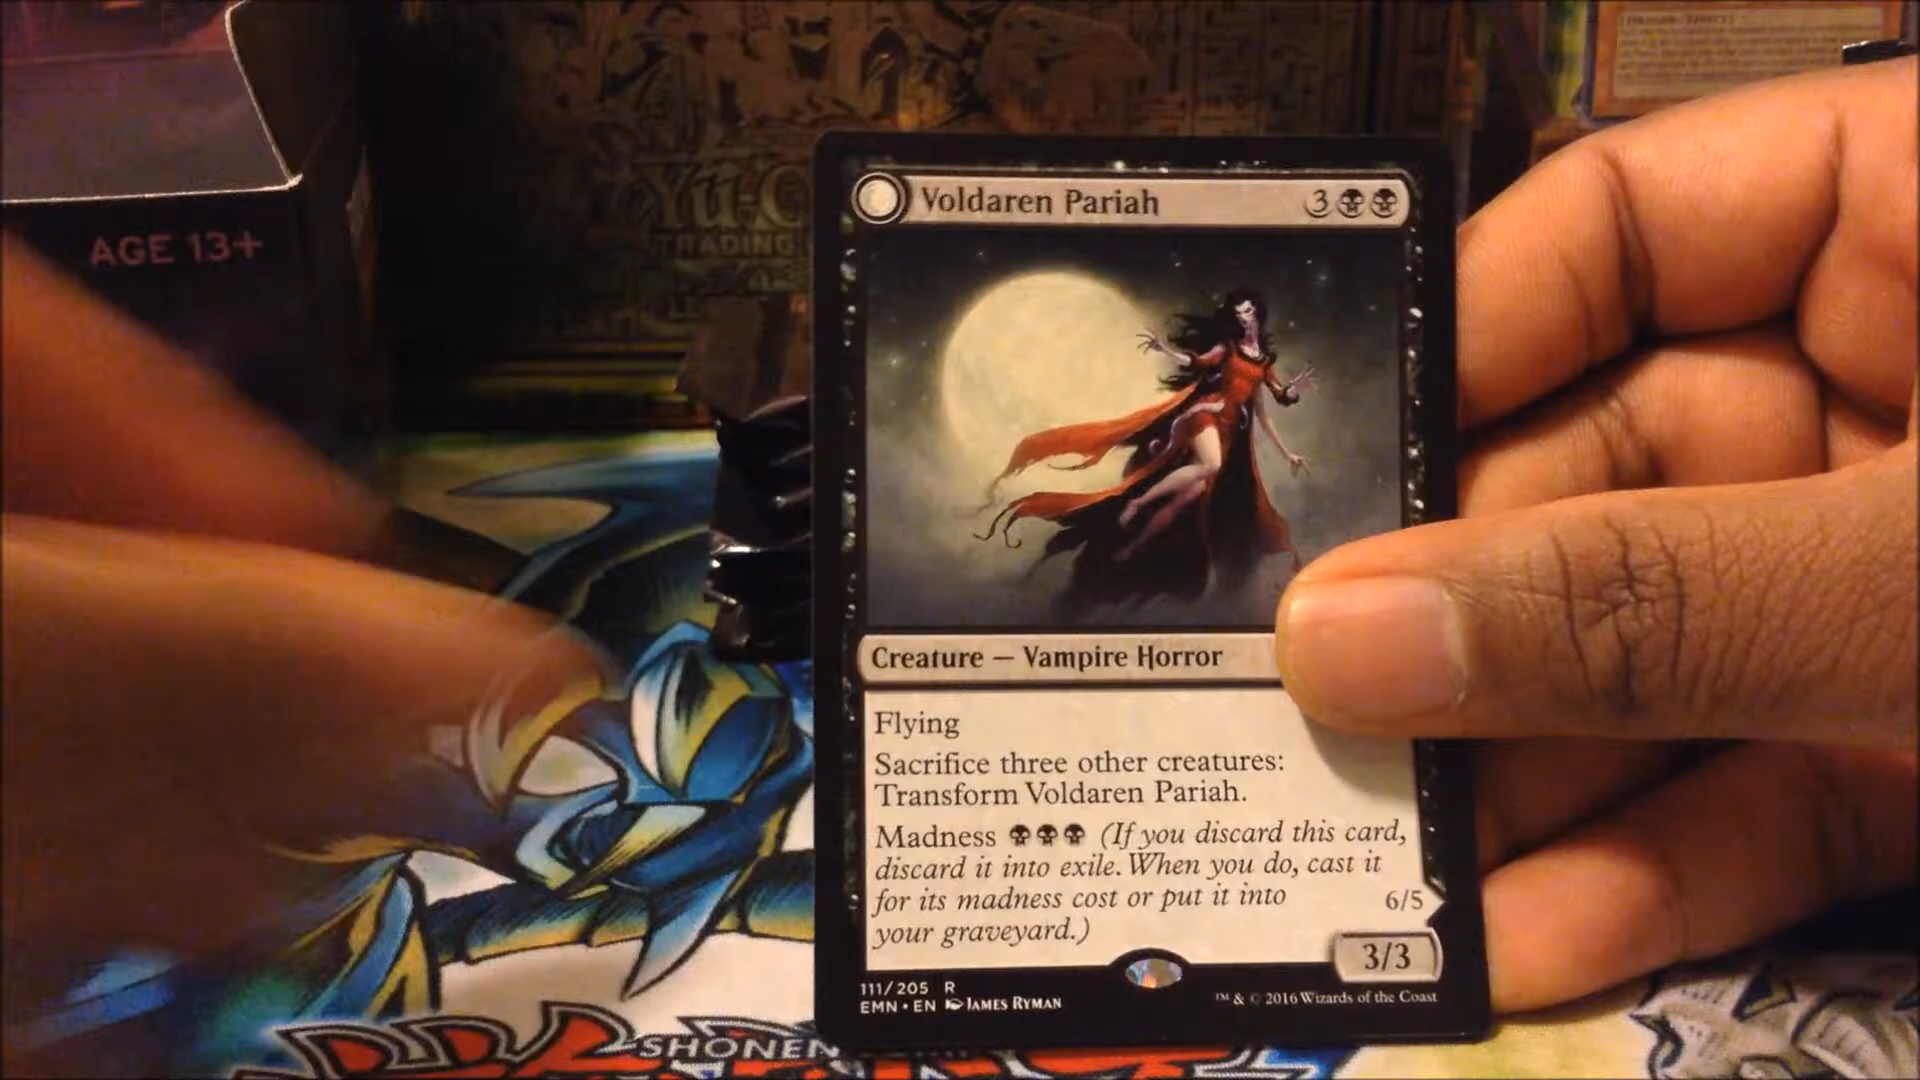 AGE 13+
Yu-G
TRADING
Voldaren Pariah 3
Creature — Vampire Horror
Flying
Sacrifice three other creatures:
Transform Voldaren Pariah.
Madness (If you discard this card,
discard it into exile. When you do, cast it
for its madness cost or put it into
your graveyard.)
6/5
3/3
111/205 R
EMN • EN JAMES RYMAN
™ & © 2016 Wizards of the Coast
SHONEN